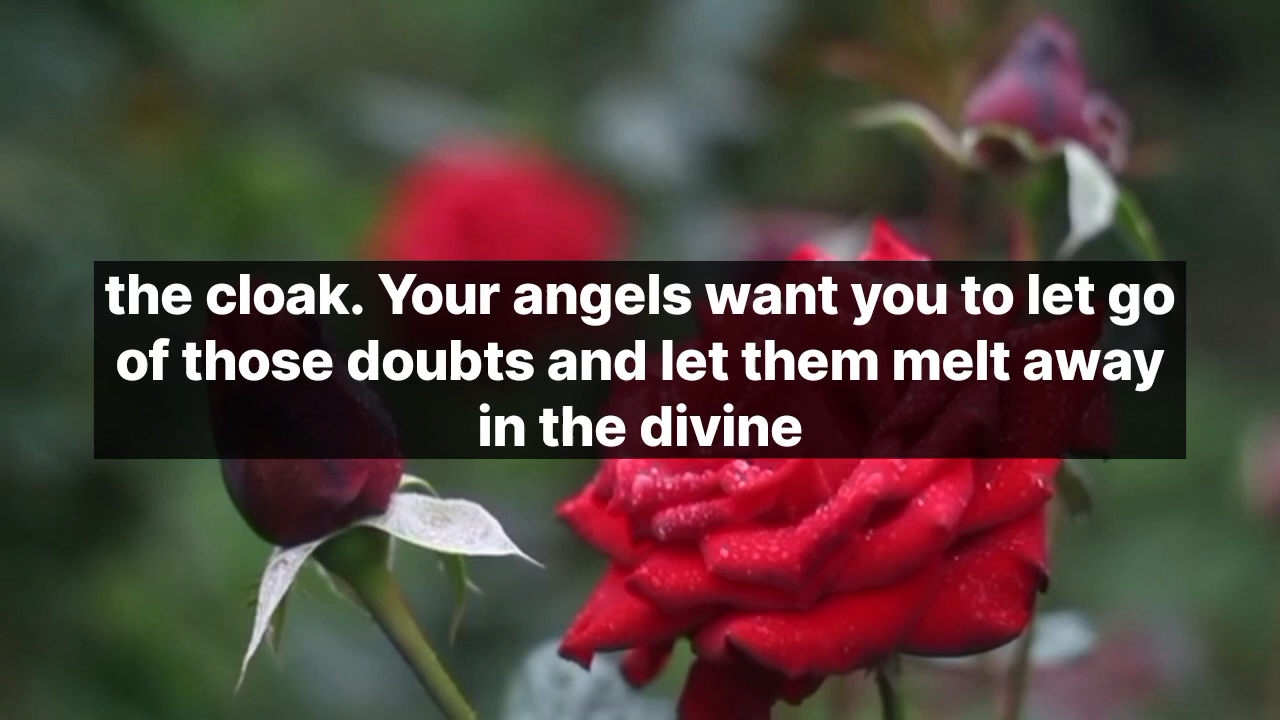 the cloak. Your angels want you to let go
of those doubts and let them melt away
in the divine